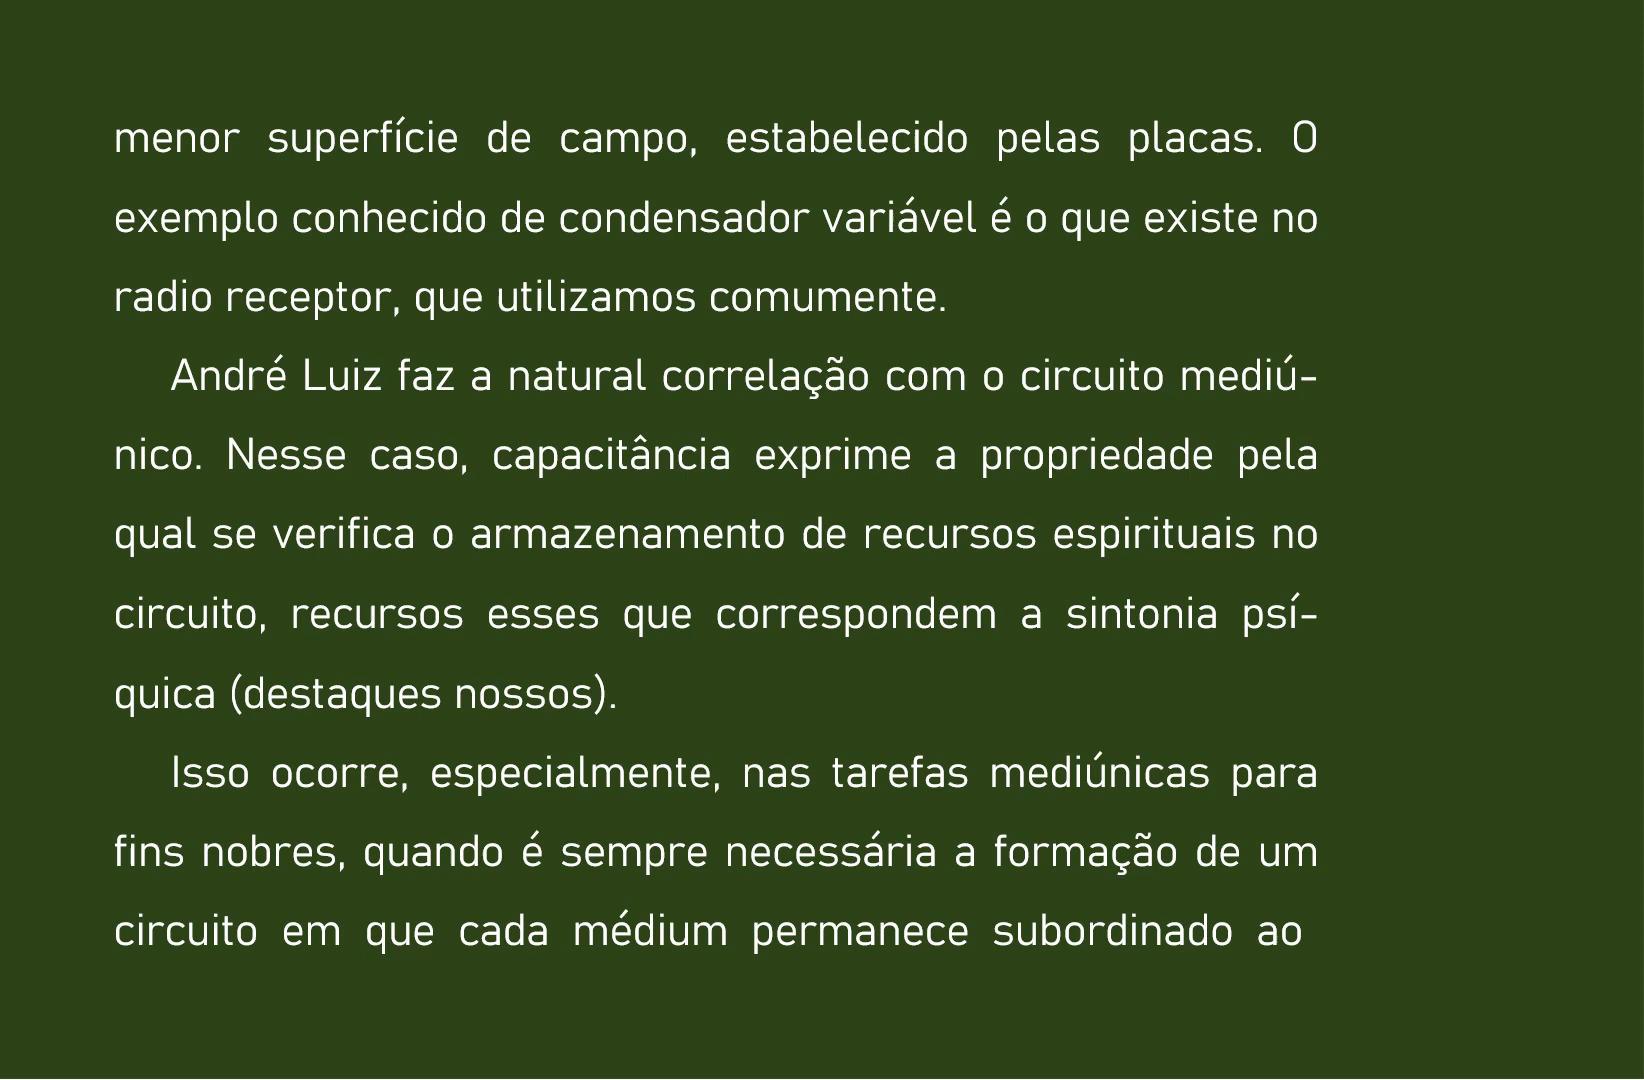 menor superfície de campo, estabelecido pelas placas. O
exemplo conhecido de condensador variável é o que existe no
radio receptor, que utilizamos comumente.
André Luiz faz a natural correlação com o circuito mediú-
nico. Nesse caso, capacitância exprime a propriedade pela
qual se verifica o armazenamento de recursos espirituais no
circuito, recursos esses que correspondem a sintonia psí-
quica (destaques nossos).
Isso ocorre, especialmente, nas tarefas mediúnicas para
fins nobres, quando é sempre necessária a formação de um
circuito em que cada médium permanece subordinado ao